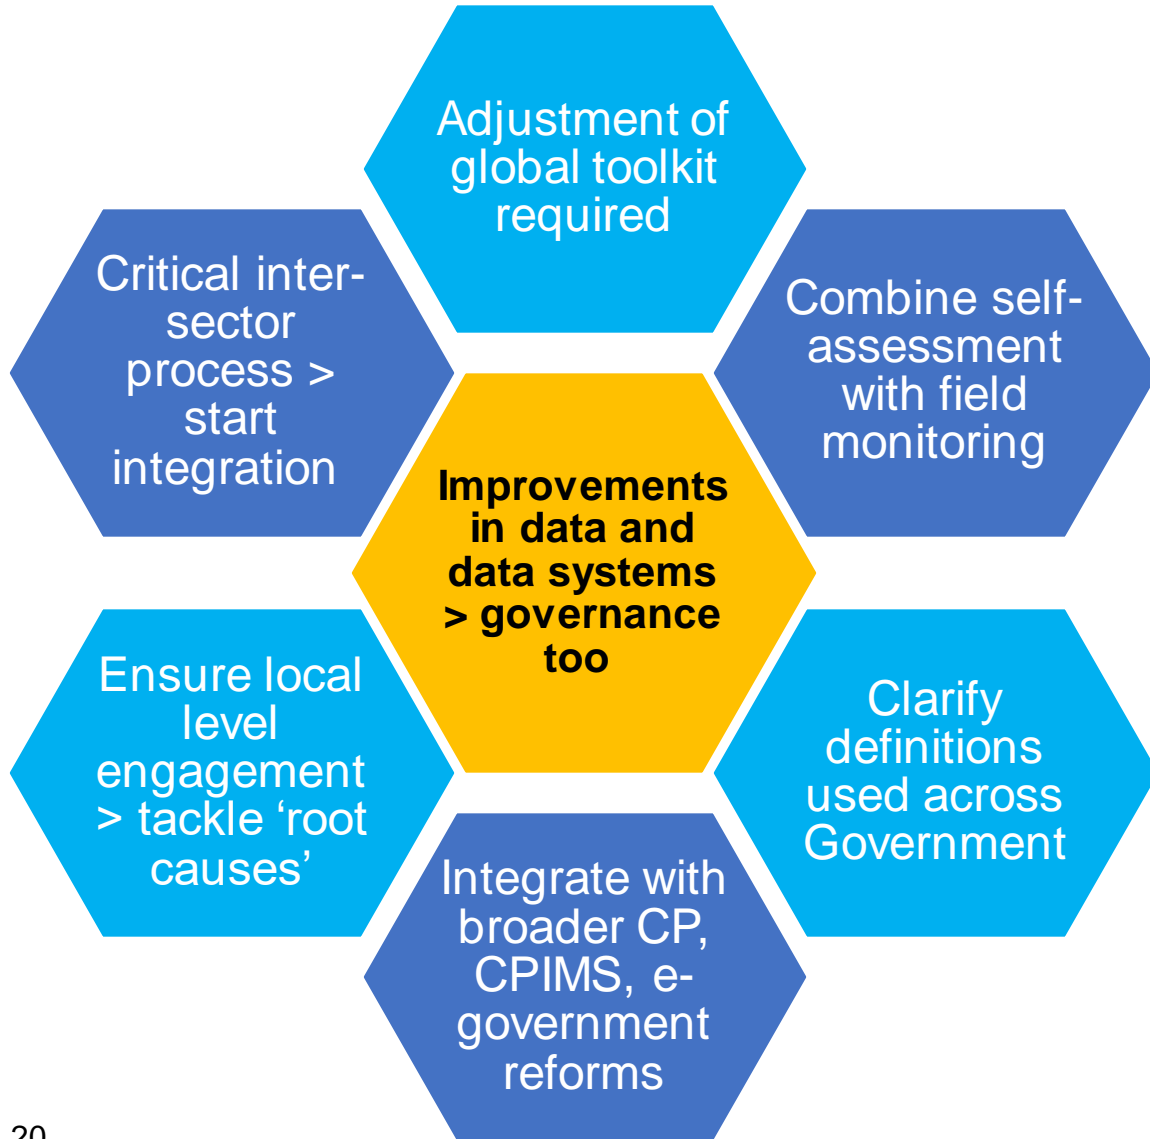 Adjustment of
global toolkit
required
Combine self-
assessment
with field
monitoring
Clarify
definitions
used across
Government
Integrate with
broader CP,
CPIMS, e-
government
reforms
Ensure local
level
engagement
> tackle ‘root
causes’
Critical inter-
sector
process >
start
integration
Improvements
in data and
data systems
> governance
too
20